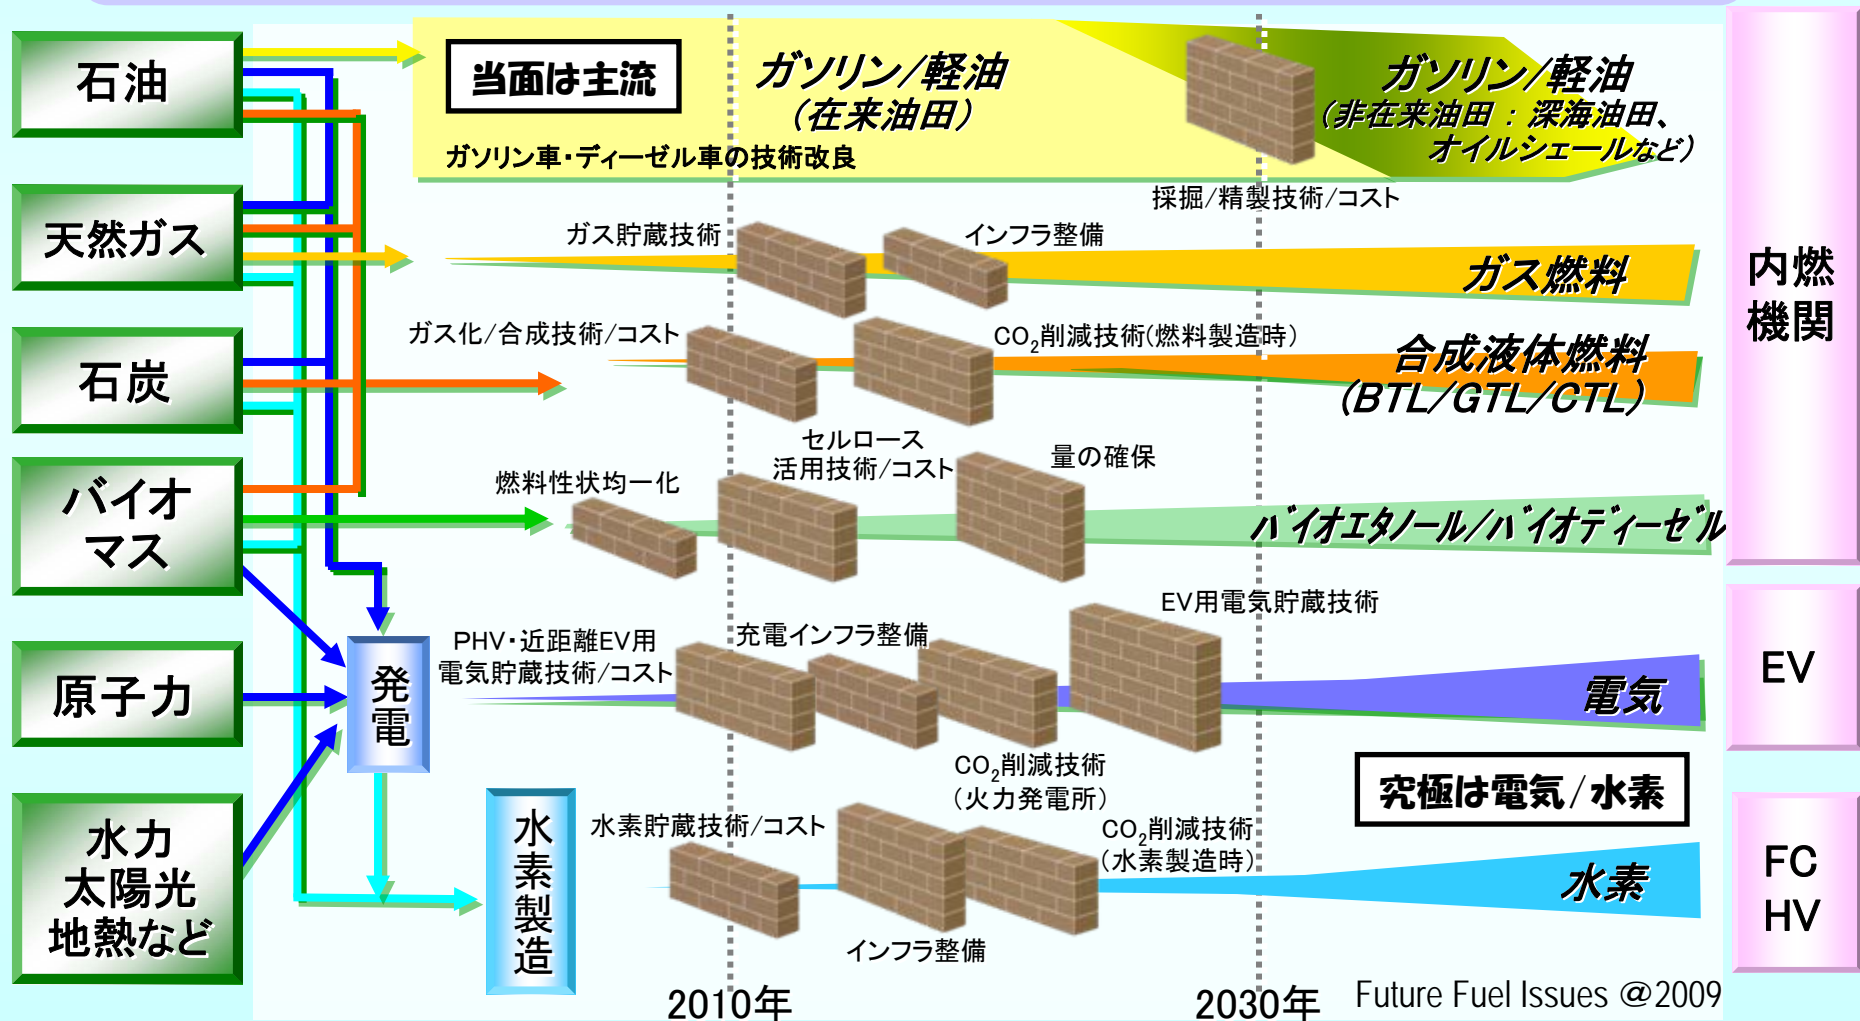 石油
天然ガス
石炭
バイオ
マス
原子力
水力
太陽光
地熱など
発電
水素製造
当面は主流
ガソリン/軽油
（在来油田）
ガソリン車・ディーゼル車の技術改良
ガソリン/軽油
（非在来油田：深海油田、
オイルシェールなど）
採掘/精製技術/コスト
ガス貯蔵技術
インフラ整備
ガス燃料
ガス化/合成技術/コスト
CO₂削減技術(燃料製造時)
合成液体燃料
（BTL/GTL/CTL）
燃料性状均一化
セルロース
活用技術/コスト
量の確保
バイオエタノール/バイオディーゼル
PHV・近距離EV用
電気貯蔵技術/コスト
充電インフラ整備
CO₂削減技術
（火力発電所）
EV用電気貯蔵技術
電気
究極は電気/水素
水素貯蔵技術/コスト
インフラ整備
CO₂削減技術
（水素製造時）
水素
内燃
機関
EV
FC
HV
2010年
2030年
Future Fuel Issues @2009